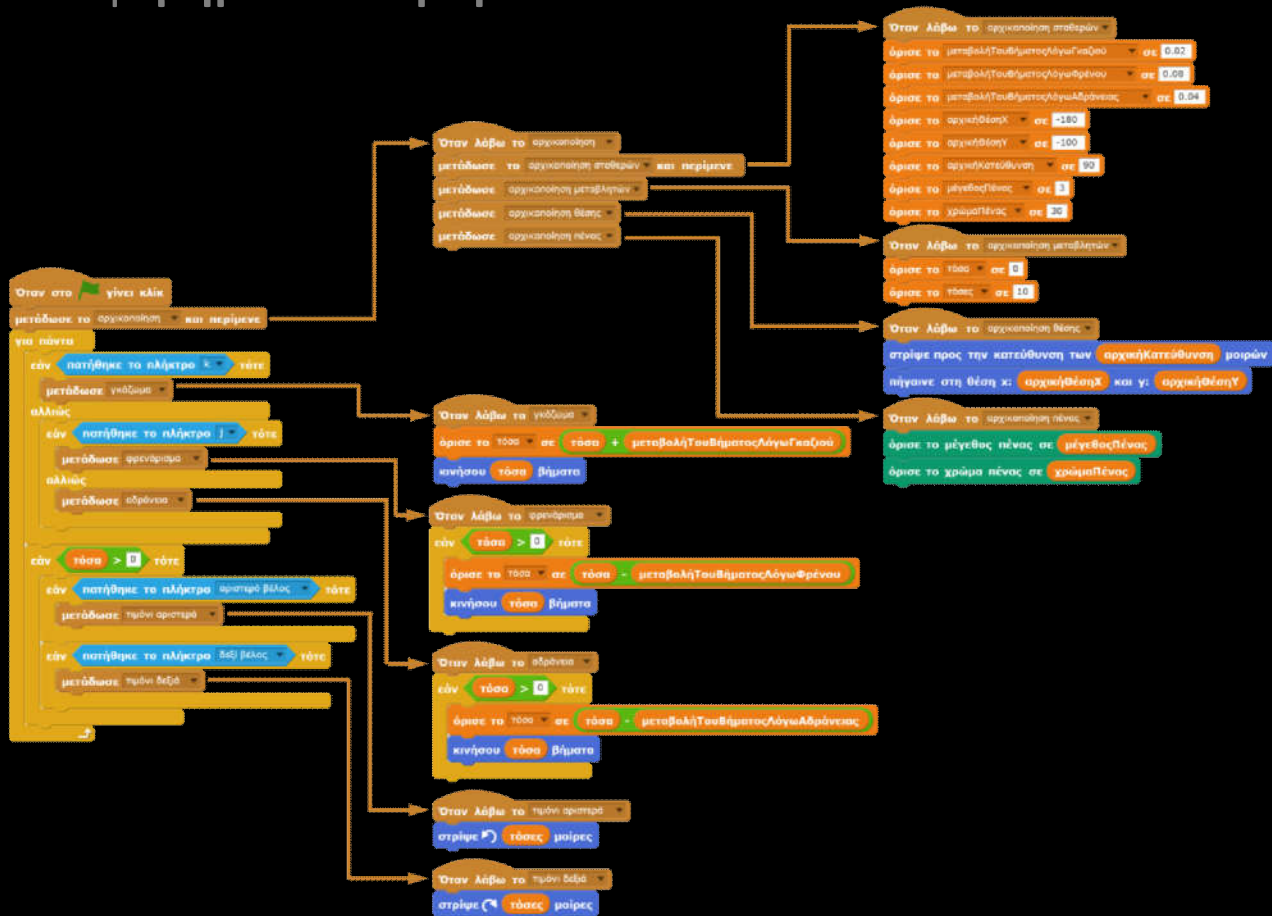 Όταν στο γίνει κλίκ
μετάδωσε το αρχικοποίηση και περίμενε
για πάντα
εάν πατήθηκε το πλήκτρο k τότε
μετάδωσε γκάζωμα
αλλιώς
εάν πατήθηκε το πλήκτρο j τότε
μετάδωσε φρενάρισμα
αλλιώς
μετάδωσε αδράνεια
εάν τόσα > 0 τότε
εάν πατήθηκε το πλήκτρο αριστερό βέλος τότε
μετάδωσε τιμόνι αριστερά
εάν πατήθηκε το πλήκτρο δεξί βέλος τότε
μετάδωσε τιμόνι δεξιά
Όταν λάβω το αρχικοποίηση
μετάδωσε το αρχικοποίηση σταθερών και περίμενε
μετάδωσε αρχικοποίηση μεταβλητών
μετάδωσε αρχικοποίηση θέσης
μετάδωσε αρχικοποίηση πένας
Όταν λάβω το γκάζωμα
όρισε το τόσα σε τόσα + μεταβολήΤουΒήματοςΛόγωΓκαζιού
κινήσου τόσα βήματα
Όταν λάβω το φρενάρισμα
εάν τόσα > 0 τότε
όρισε το τόσα σε τόσα - μεταβολήΤουΒήματοςΛόγωΦρένου
κινήσου τόσα βήματα
Όταν λάβω το αδράνεια
εάν τόσα > 0 τότε
όρισε το τόσα σε τόσα - μεταβολήΤουΒήματοςΛόγωΑδράνειας
κινήσου τόσα βήματα
Όταν λάβω το τιμόνι αριστερά
στρίψε τόσες μοίρες
Όταν λάβω το τιμόνι δεξιά
στρίψε τόσες μοίρες
Όταν λάβω το αρχικοποίηση σταθερών
όρισε το μεταβολήΤουΒήματοςΛόγωΓκαζιού σε 0.02
όρισε το μεταβολήΤουΒήματοςΛόγωΦρένου σε 0.08
όρισε το μεταβολήΤουΒήματοςΛόγωΑδράνειας σε 0.04
όρισε το αρχικήΘέσηX σε -180
όρισε το αρχικήΘέσηY σε -100
όρισε το αρχικήΚατεύθυνση σε 90
όρισε το μέγεθοςΠένας σε 3
όρισε το χρώμαΠένας σε 30
Όταν λάβω το αρχικοποίηση μεταβλητών
όρισε το τόσα σε 0
όρισε το τόσες σε 10
Όταν λάβω το αρχικοποίηση θέσης
στρίψε προς την κατεύθυνση των αρχικήΚατεύθυνση μοιρών
πήγαινε στη θέση x: αρχικήΘέσηX και y: αρχικήΘέσηY
Όταν λάβω το αρχικοποίηση πένας
όρισε το μέγεθος πένας σε μέγεθοςΠένας
όρισε το χρώμα πένας σε χρώμαΠένας